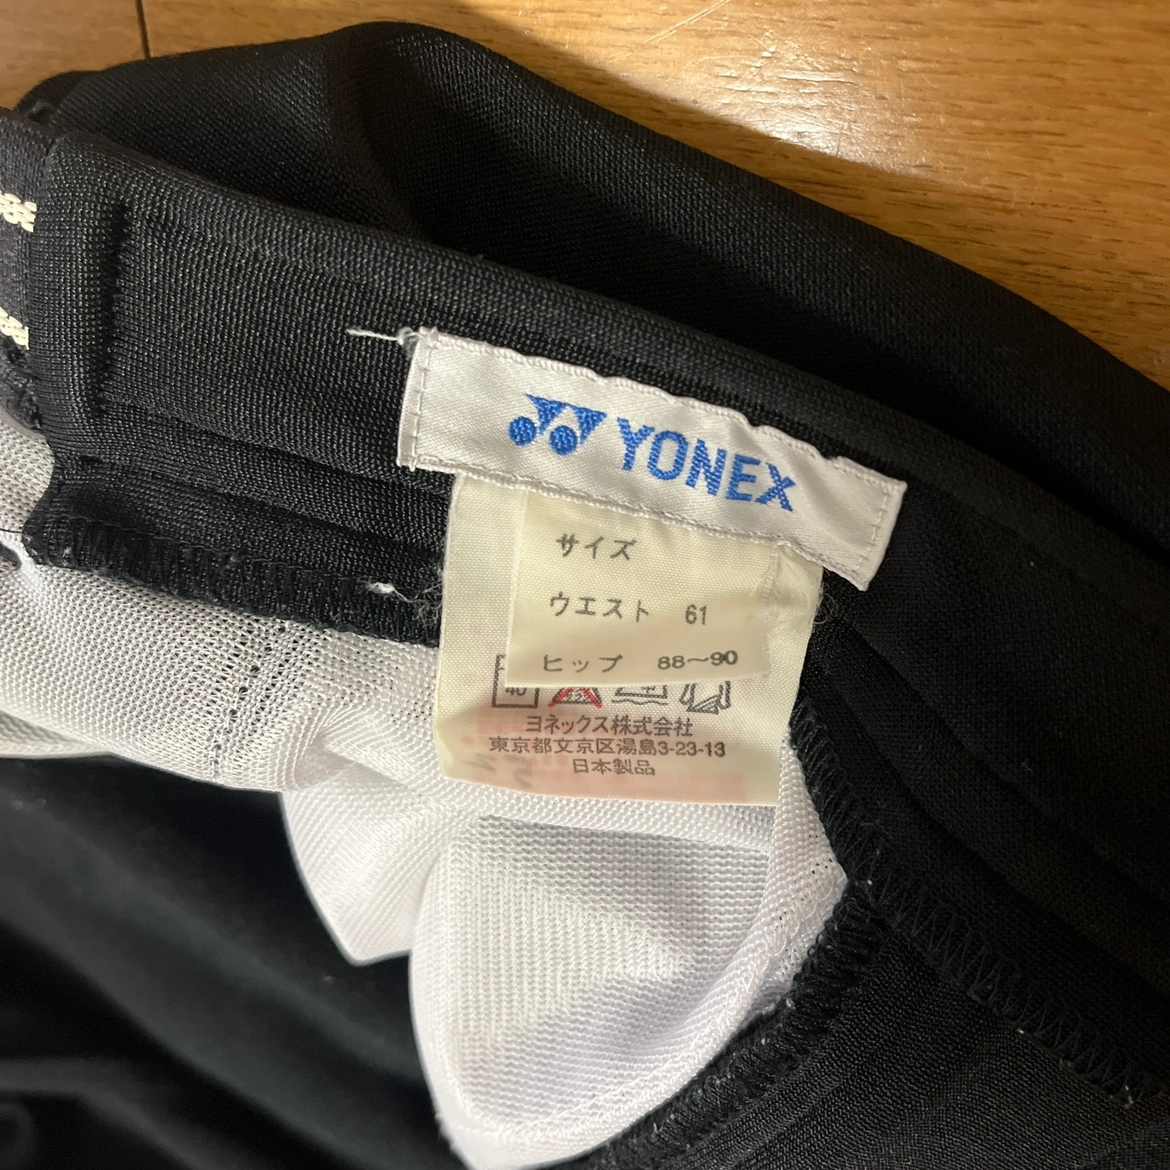 YONEX
サイズ
ウエスト 61
ヒップ 88〜90
40
ヨネックス株式会社
東京都文京区湯島3-23-13
日本製品